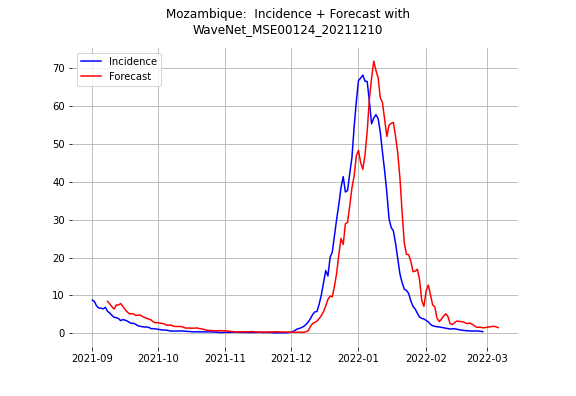 Mozambique:  Incidence + Forecast with
WaveNet_MSE00124_20211210
Incidence
Forecast
70
60
50
40
30
20
10
0
2021-09 2021-10 2021-11 2021-12 2022-01 2022-02 2022-03